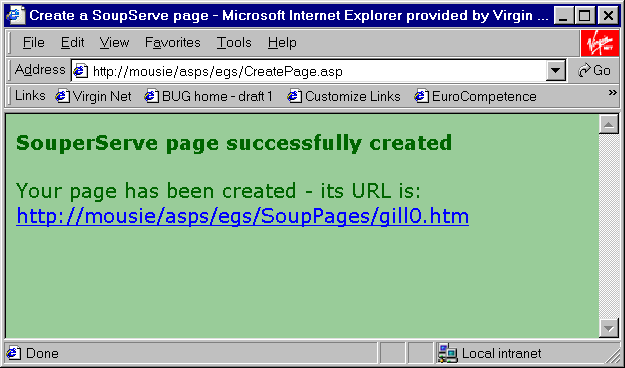 Create a SoupServe page - Microsoft Internet Explorer provided by Virgin ...
File Edit View Favorites Tools Help
Virgin NET
Address http://mousie/asps/egs/CreatePage.asp Go
Links Virgin Net BUG home - draft 1 Customize Links EuroCompetence »
SouperServe page successfully created
Your page has been created - its URL is:
http://mousie/asps/egs/SoupPages/gill0.htm
Done Local intranet